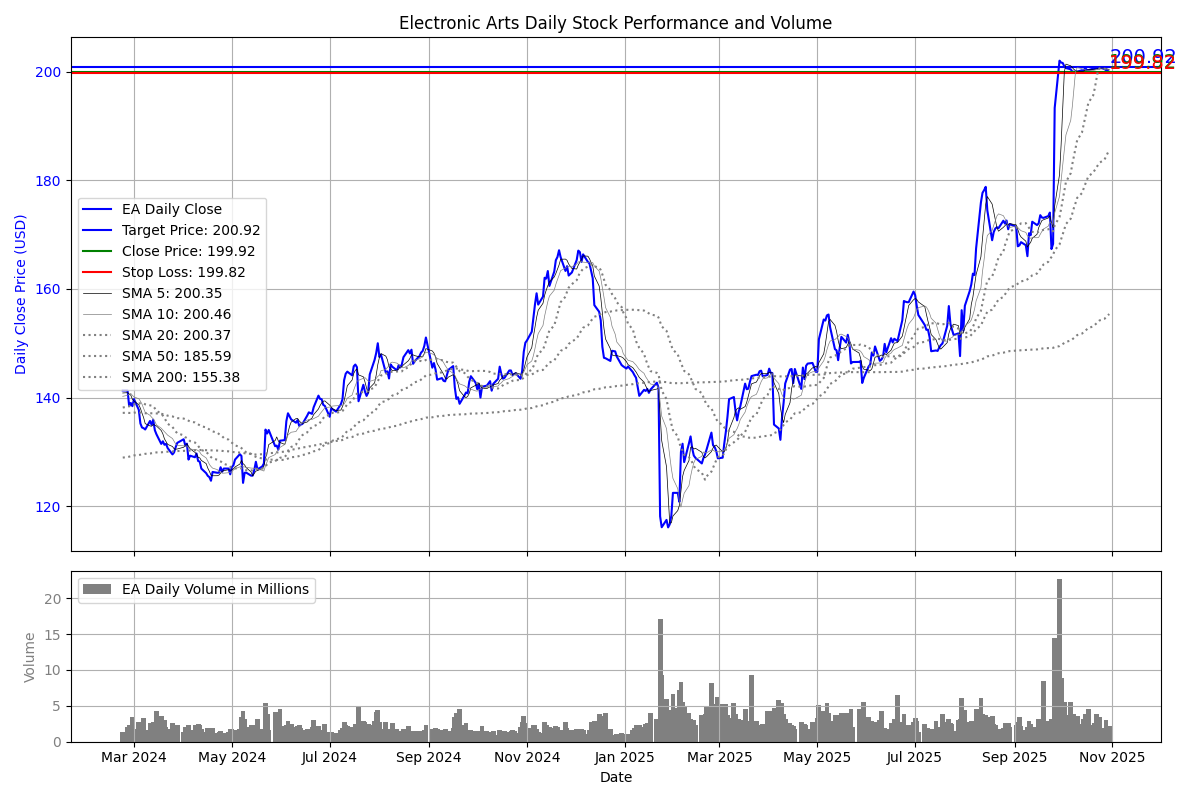 Electronic Arts Daily Stock Performance and Volume
200.92
199.82
200
180
160
140
120
Daily Close Price (USD)
EA Daily Close
Target Price: 200.92
Close Price: 199.92
Stop Loss: 199.82
SMA 5: 200.35
SMA 10: 200.46
SMA 20: 200.37
SMA 50: 185.59
SMA 200: 155.38
EA Daily Volume in Millions
20
15
10
5
0
Volume
Mar 2024 May 2024 Jul 2024 Sep 2024 Nov 2024 Jan 2025 Mar 2025 May 2025 Jul 2025 Sep 2025 Nov 2025
Date